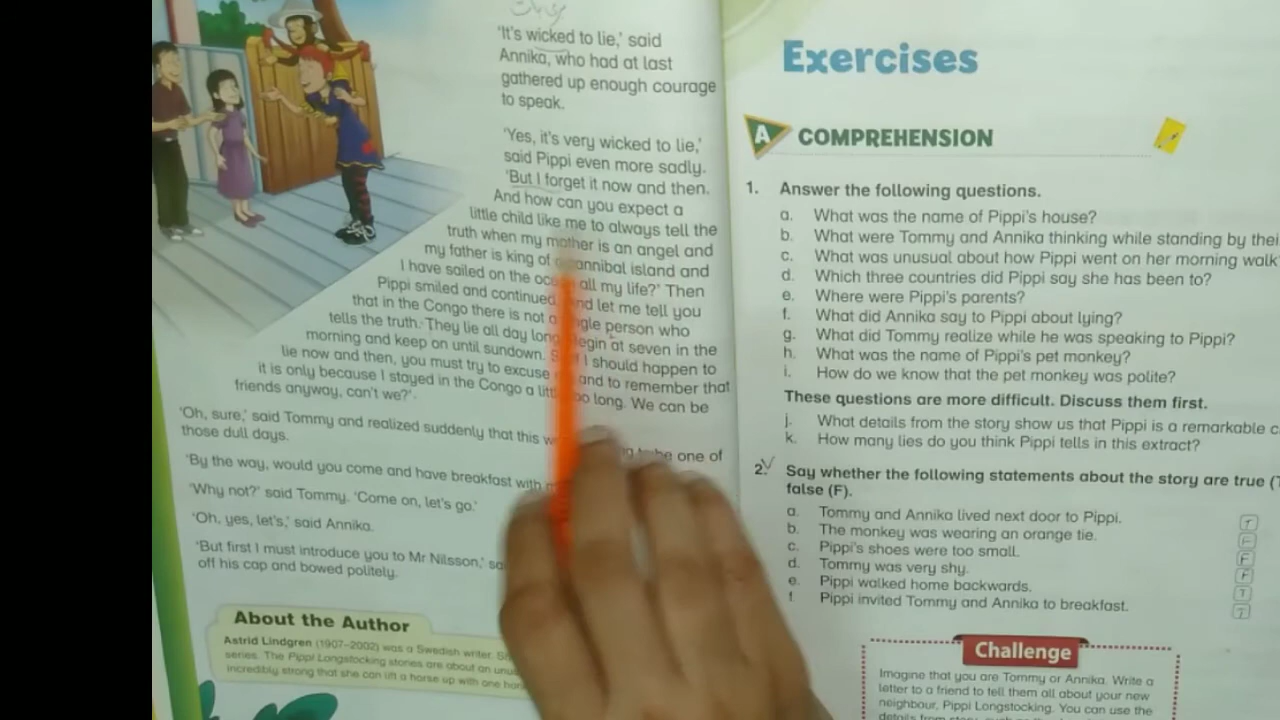 'It's wicked to lie,' said
Annika, who had at last
gathered up enough courage
to speak.
'Yes, it's very wicked to lie,'
said Pippi even more sadly.
'But I forget it now and then.
And how can you expect a
little child like me to always tell the
truth when my mother is an angel and
my father is king of cannibal island and
I have sailed on the all my life?' Then
Pippi smiled and continued. And let me tell you
that in the Congo there is not a single person who
tells the truth. They lie all day long. Begin at seven in the
morning and keep on until sundown. So if I should happen to
lie now and then, you must try to excuse and to remember that
it is only because I stayed in the Congo a little too long. We can be
friends anyway, can't we?'.
'Oh, sure,' said Tommy and realized suddenly that this be one of
those dull days.
'By the way, would you come and have breakfast with
'Why not?' said Tommy. 'Come on, let's go.'
'Oh, yes, let's,' said Annika.
'But first I must introduce you to Mr Nilsson,'
off his cap and bowed politely.
About the Author
Astrid Lindgren (1907–2002) was a Swedish writer.
series. The Pippi Longstocking stories are about an
incredibly strong that she can lift a horse up with one
Exercises
A COMPREHENSION
1. Answer the following questions.
a. What was the name of Pippi's house?
b. What were Tommy and Annika thinking while standing by
c. What was unusual about how Pippi went on her morning walk
d. Which three countries did Pippi say she has been to?
e. Where were Pippi's parents?
f. What did Annika say to Pippi about lying?
g. What did Tommy realize while he was speaking to Pippi?
h. What was the name of Pippi's pet monkey?
i. How do we know that the pet monkey was polite?
These questions are more difficult. Discuss them first.
j. What details from the story show us that Pippi is a remarkable
k. How many lies do you think Pippi tells in this extract?
2. Say whether the following statements about the story are true
false (F).
a. Tommy and Annika lived next door to Pippi. T
b. The monkey was wearing an orange tie. F
c. Pippi's shoes were too small. F
d. Tommy was very shy. F
e. Pippi walked home backwards. T
f Pippi invited Tommy and Annika to breakfast. T
Challenge
Imagine that you are Tommy or Annika. Write a
letter to a friend to tell them all about your new
neighbour, Pippi Longstocking. You can use the
details from